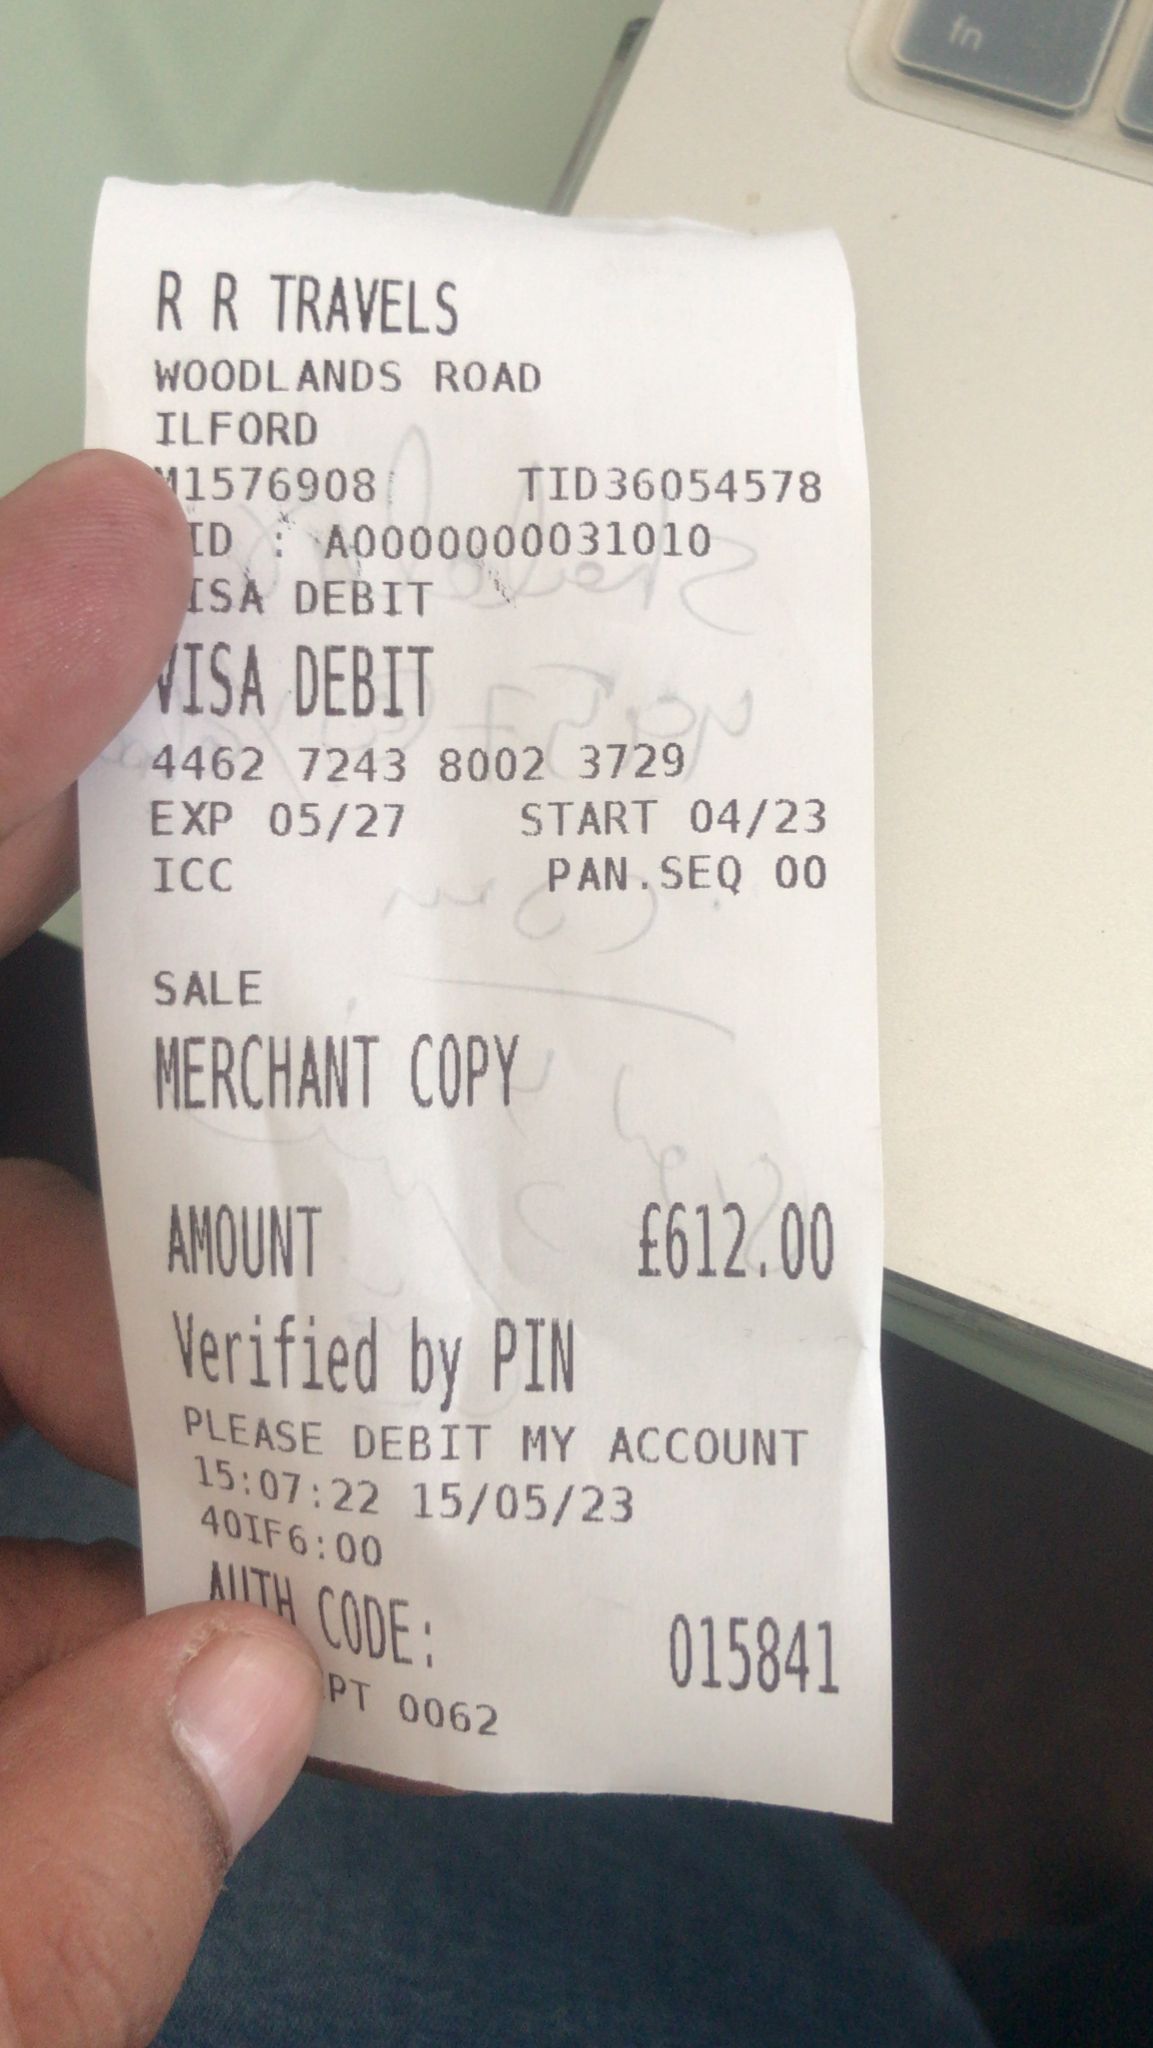 fn
R R TRAVELS
WOODLANDS ROAD
ILFORD
M1576908 TID36054578
ID : A0000000031010
ISA DEBIT
VISA DEBIT
4462 7243 8002 3729
EXP 05/27 START 04/23
ICC PAN.SEQ 00
SALE
MERCHANT COPY
AMOUNT £612.00
Verified by PIN
PLEASE DEBIT MY ACCOUNT
15:07:22 15/05/23
40IF6:00
AUTH CODE: 015841
PT 0062